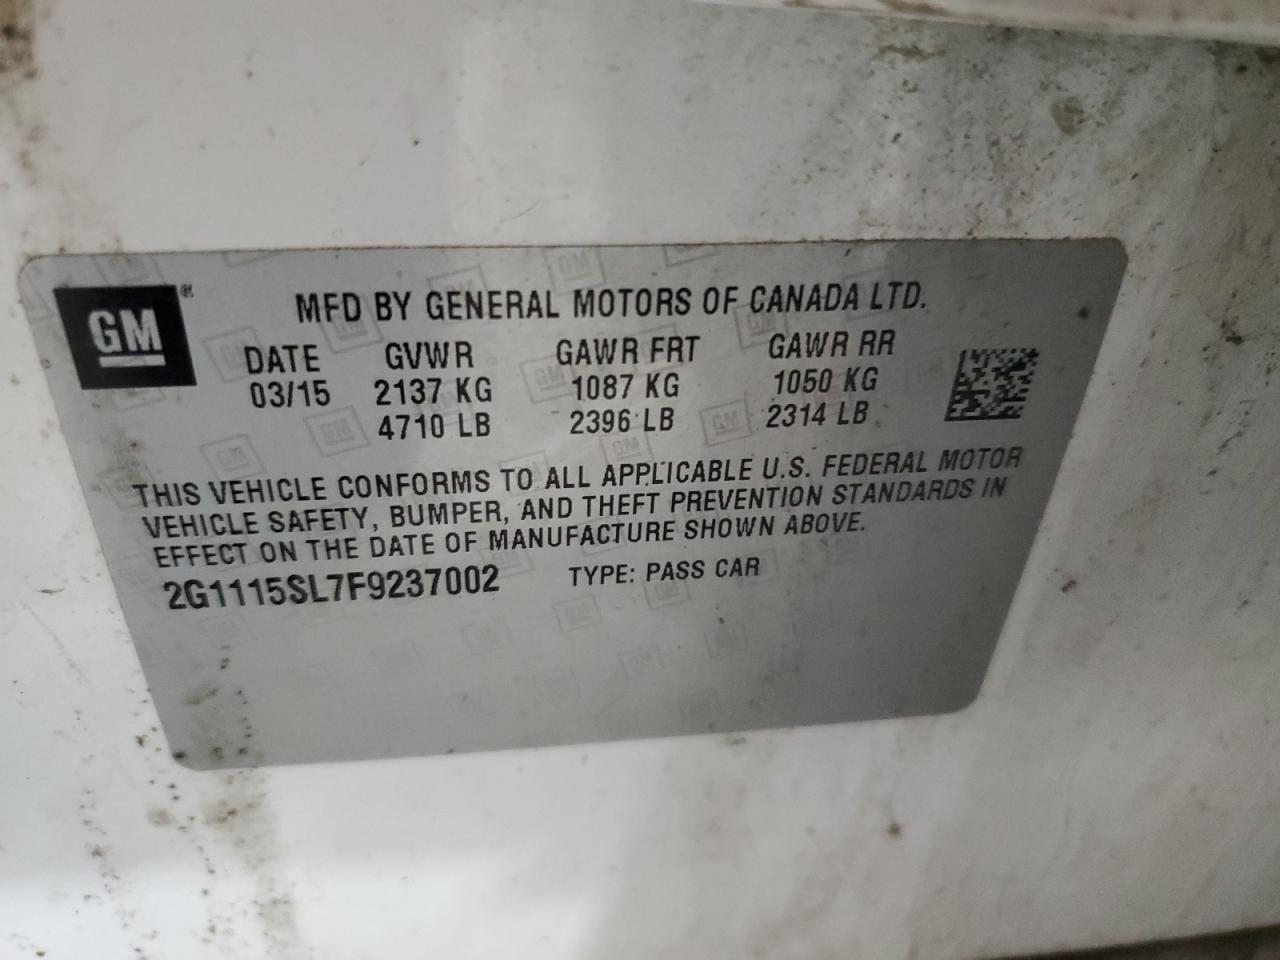 GM®
MFD BY GENERAL MOTORS OF CANADA LTD.
DATE GVWR GAWR FRT GAWR RR
03/15 2137 KG 1087 KG 1050 KG
4710 LB 2396 LB 2314 LB
THIS VEHICLE CONFORMS TO ALL APPLICABLE U.S. FEDERAL MOTOR
VEHICLE SAFETY, BUMPER, AND THEFT PREVENTION STANDARDS IN
EFFECT ON THE DATE OF MANUFACTURE SHOWN ABOVE.
2G1115SL7F9237002 TYPE: PASS CAR